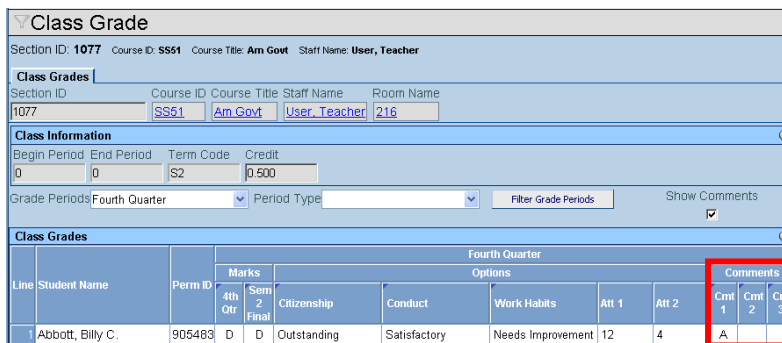 Class Grade
Section ID: 1077 Course ID: SS51 Course Title: Am Govt Staff Name: User, Teacher
Class Grades
Section ID Course ID Course Title Staff Name Room Name
1077 SS51 Am Govt User, Teacher 216
Class Information
Begin Period End Period Term Code Credit
0 0 S2 0.500
Grade Periods Fourth Quarter Period Type Filter Grade Periods Show Comments
Class Grades
Fourth Quarter
Marks Options Comments
Line Student Name Perm ID 4th Qtr Sem 2 Final Citizenship Conduct Work Habits Att 1 Att 2 Cmt 1 Cmt 2
1 Abbott, Billy C. 905483 D D Outstanding Satisfactory Needs Improvement 12 4 A